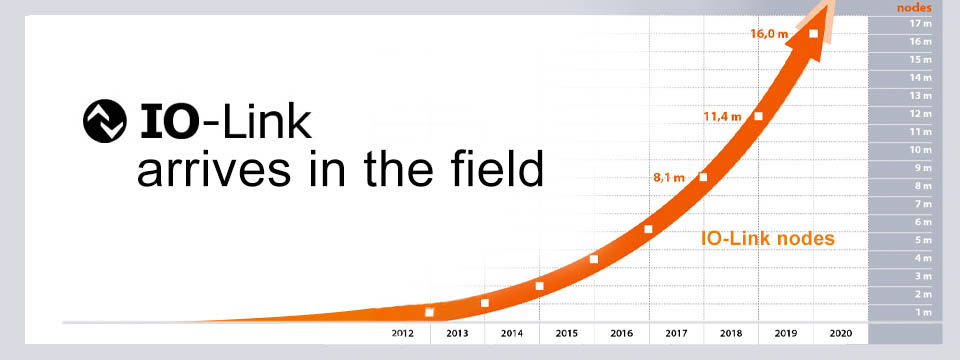 nodes
17 m
16,0 m
16 m
15 m
14 m
13 m
IO-Link
11,4 m
12 m
11 m
arrives in the field
10 m
9 m
8,1 m
8 m
7 m
6 m
IO-Link nodes
5 m
4 m
3 m
2 m
1 m
2012 2013 2014 2015 2016 2017 2018 2019 2020